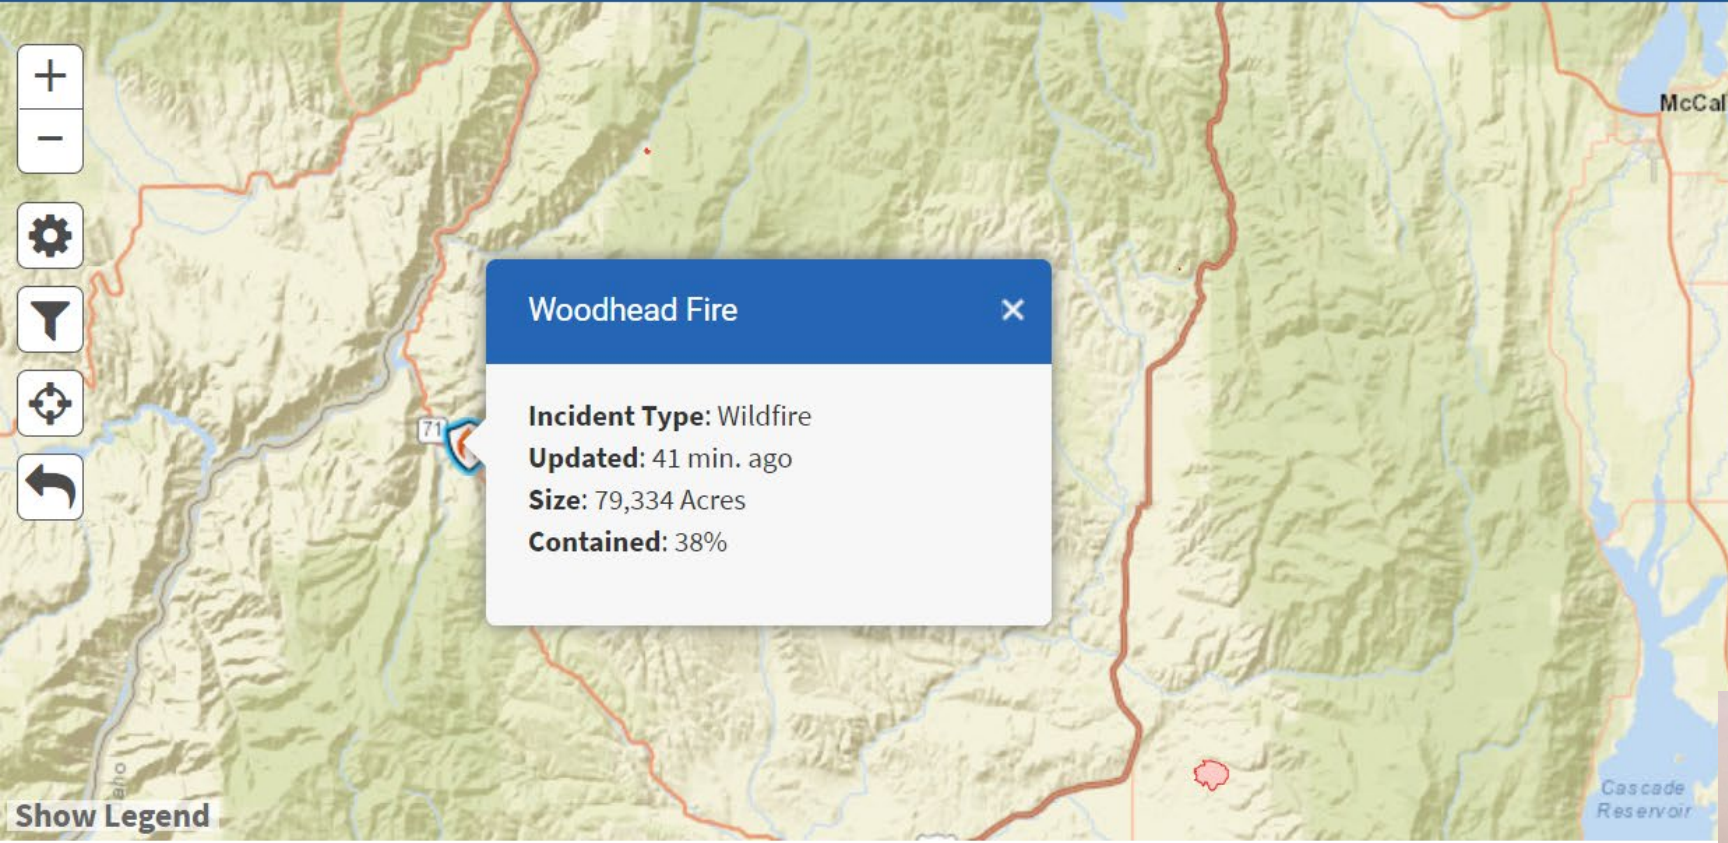 McCal
Woodhead Fire
Incident Type: Wildfire
Updated: 41 min. ago
Size: 79,334 Acres
Contained: 38%
71
aho
Cascade
Reservoir
Show Legend